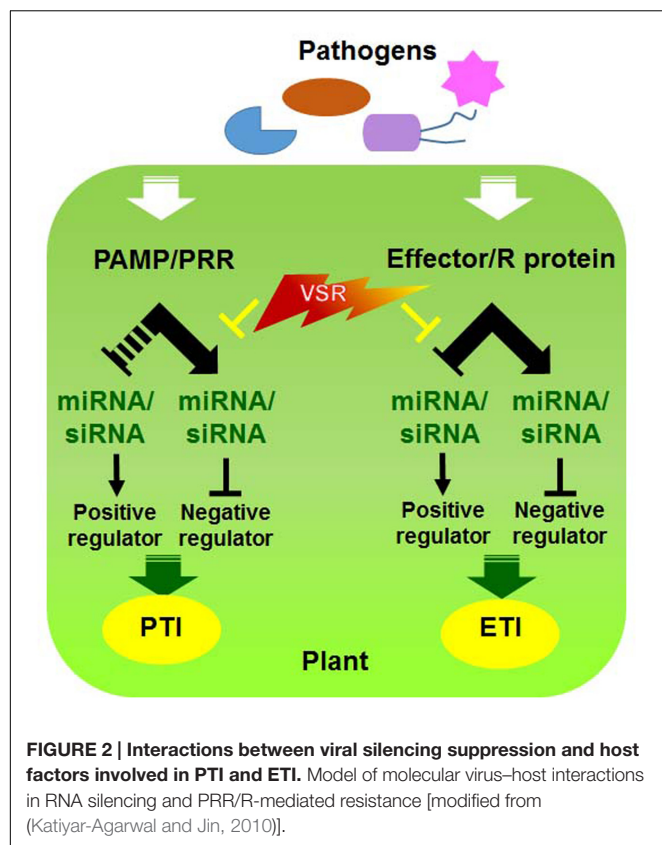 Pathogens
PAMP/PRR
Effector/R protein
VSR
miRNA/ miRNA/
siRNA siRNA
miRNA/ miRNA/
siRNA siRNA
Positive Negative
regulator regulator
Positive Negative
regulator regulator
PTI
ETI
Plant
FIGURE 2 | Interactions between viral silencing suppression and host
factors involved in PTI and ETI. Model of molecular virus–host interactions
in RNA silencing and PRR/R-mediated resistance [modified from
(Katiyar-Agarwal and Jin, 2010)].